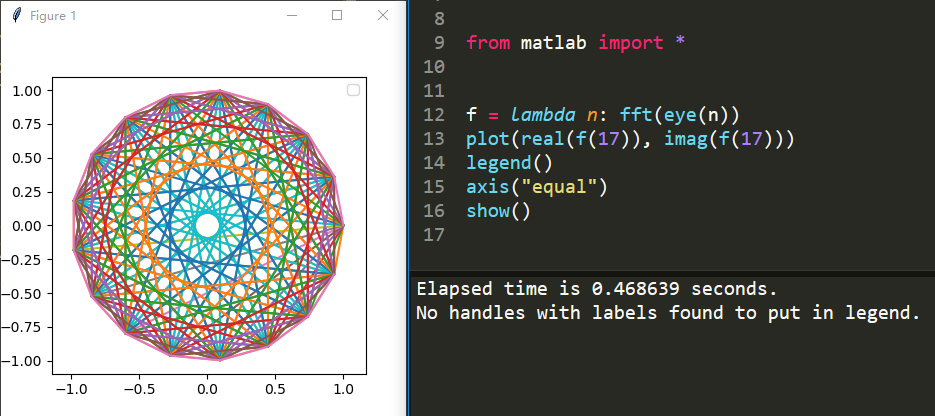 Figure 1
1.00
0.75
0.50
0.25
0.00
−0.25
−0.50
−0.75
−1.00
−1.0 −0.5 0.0 0.5 1.0
8
9 from matlab import *
10
11
12 f = lambda n: fft(eye(n))
13 plot(real(f(17)), imag(f(17)))
14 legend()
15 axis("equal")
16 show()
17
Elapsed time is 0.468639 seconds.
No handles with labels found to put in legend.